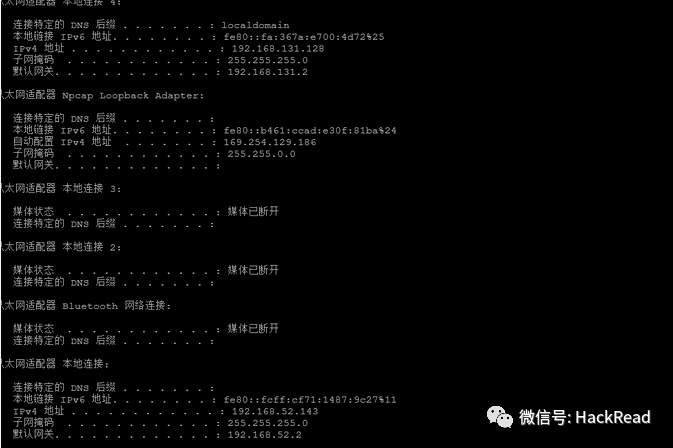 太网适配器 本地连接 4:
连接特定的 DNS 后缀 . . . . . . . : localdomain
本地链接 IPv6 地址. . . . . . . . : fe80::fa:367a:e700:4d72%25
IPv4 地址 . . . . . . . . . . . . : 192.168.131.128
子网掩码 . . . . . . . . . . . . : 255.255.255.0
默认网关. . . . . . . . . . . . . : 192.168.131.2
太网适配器 Npcap Loopback Adapter:
连接特定的 DNS 后缀 . . . . . . . :
本地链接 IPv6 地址. . . . . . . . : fe80::b461:ccad:e30f:81ba%24
自动配置 IPv4 地址 . . . . . . . : 169.254.129.186
子网掩码 . . . . . . . . . . . . : 255.255.0.0
默认网关. . . . . . . . . . . . . :
太网适配器 本地连接 3:
媒体状态 . . . . . . . . . . . . : 媒体已断开
连接特定的 DNS 后缀 . . . . . . . :
太网适配器 本地连接 2:
媒体状态 . . . . . . . . . . . . : 媒体已断开
连接特定的 DNS 后缀 . . . . . . . :
太网适配器 Bluetooth 网络连接:
媒体状态 . . . . . . . . . . . . : 媒体已断开
连接特定的 DNS 后缀 . . . . . . . :
太网适配器 本地连接:
连接特定的 DNS 后缀 . . . . . . . :
本地链接 IPv6 地址. . . . . . . . : fe80::fcff:cf71:1487:9c27%11
IPv4 地址 . . . . . . . . . . . . : 192.168.52.143
子网掩码 . . . . . . . . . . . . : 255.255.255.0
默认网关. . . . . . . . . . . . . : 192.168.52.2
微信号: HackRead